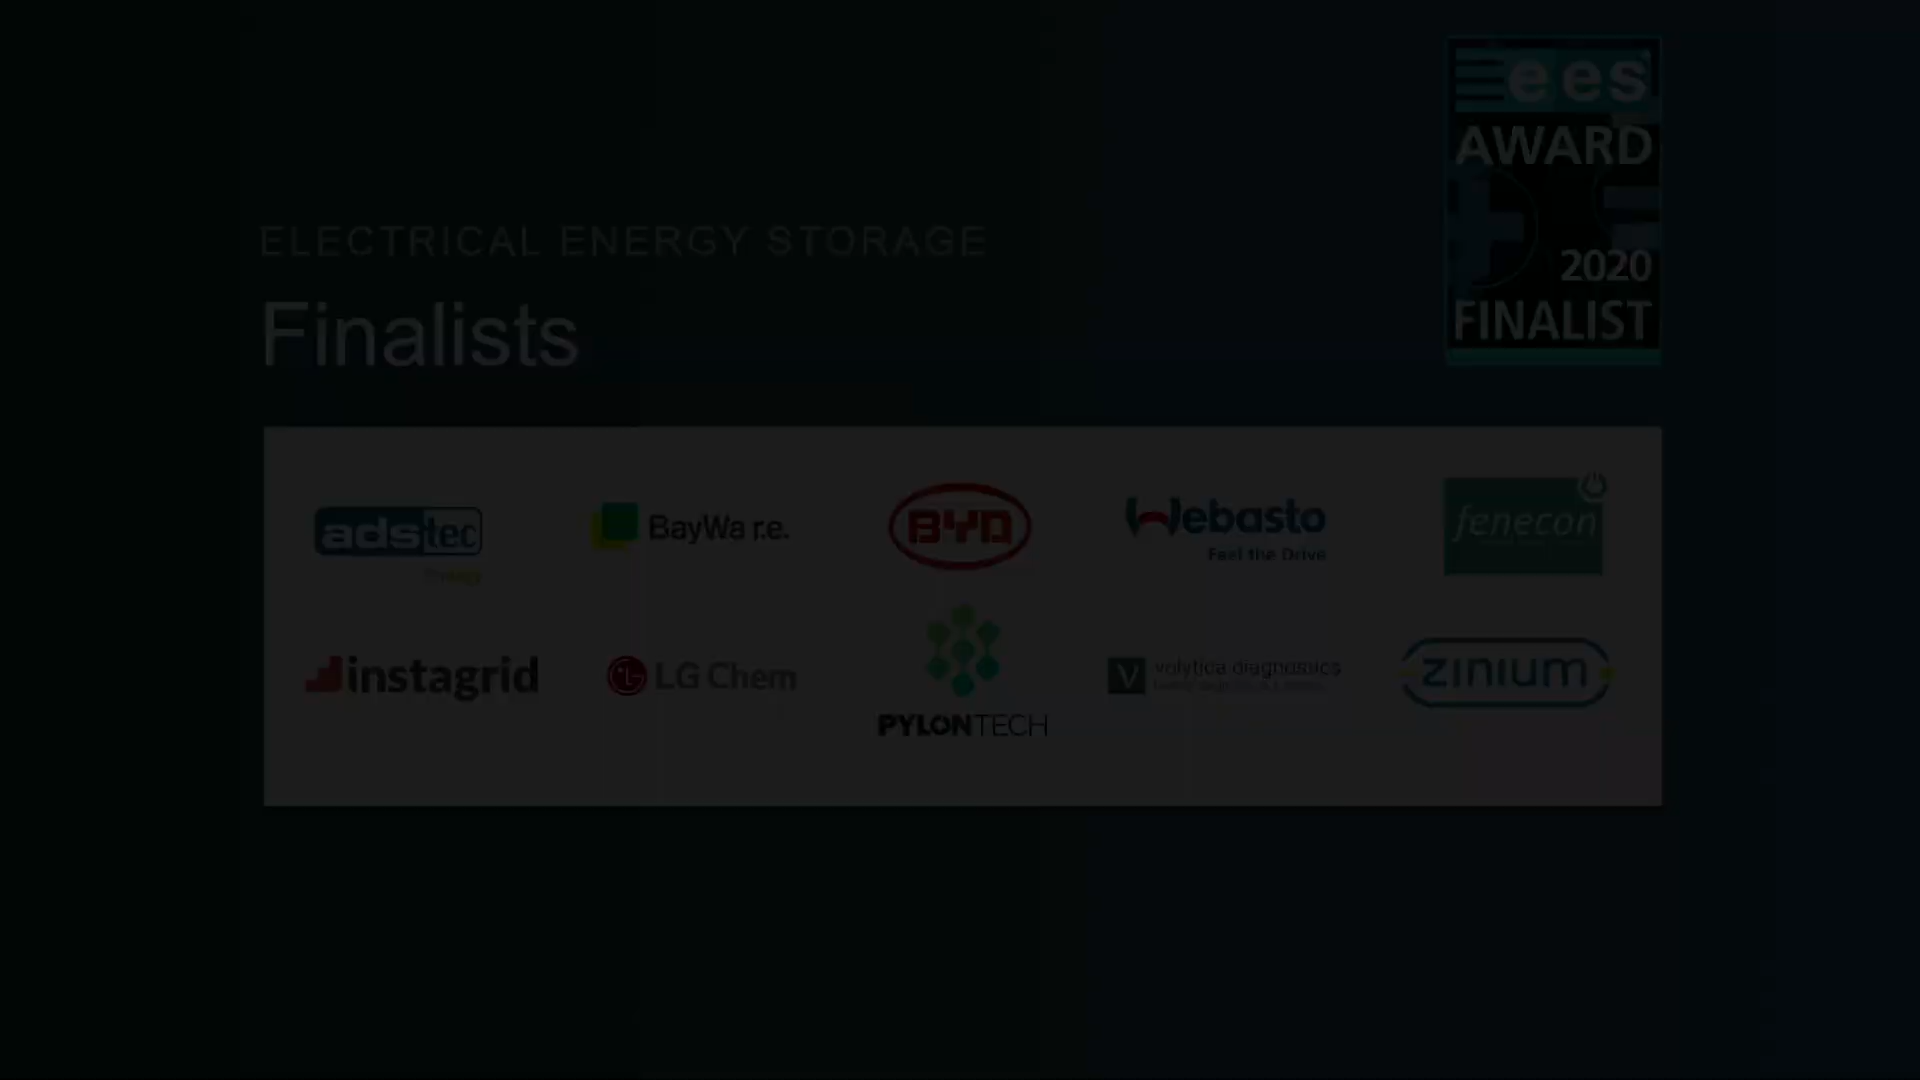 ees
AWARD
2020
FINALIST
ELECTRICAL ENERGY STORAGE
Finalists
adstec
Energy
BayWa r.e.
BYD
Webasto
Feel the Drive
fenecon
instagrid
LG Chem
PYLONTECH
V volytica diagnostics
zinium